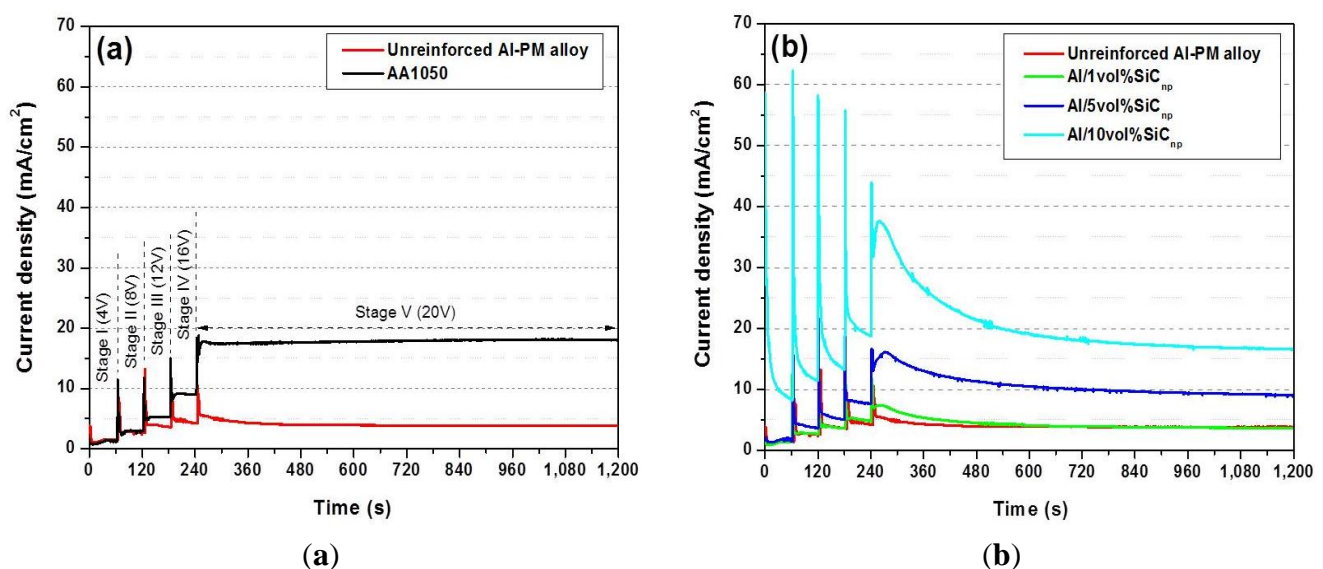 (a)
Unreinforced Al-PM alloy
AA1050
Current density (mA/cm²)
70
60
50
40
30
20
10
0
Stage I (4V)
Stage II (8V)
Stage III (12V)
Stage IV (16V)
Stage V (20V)
0 120 240 360 480 600 720 840 960 1,080 1,200
Time (s)
(a)
(b)
Unreinforced Al-PM alloy
Al/1vol%SiCnp
Al/5vol%SiCnp
Al/10vol%SiCnp
Current density (mA/cm²)
70
60
50
40
30
20
10
0
0 120 240 360 480 600 720 840 960 1,080 1,200
Time (s)
(b)